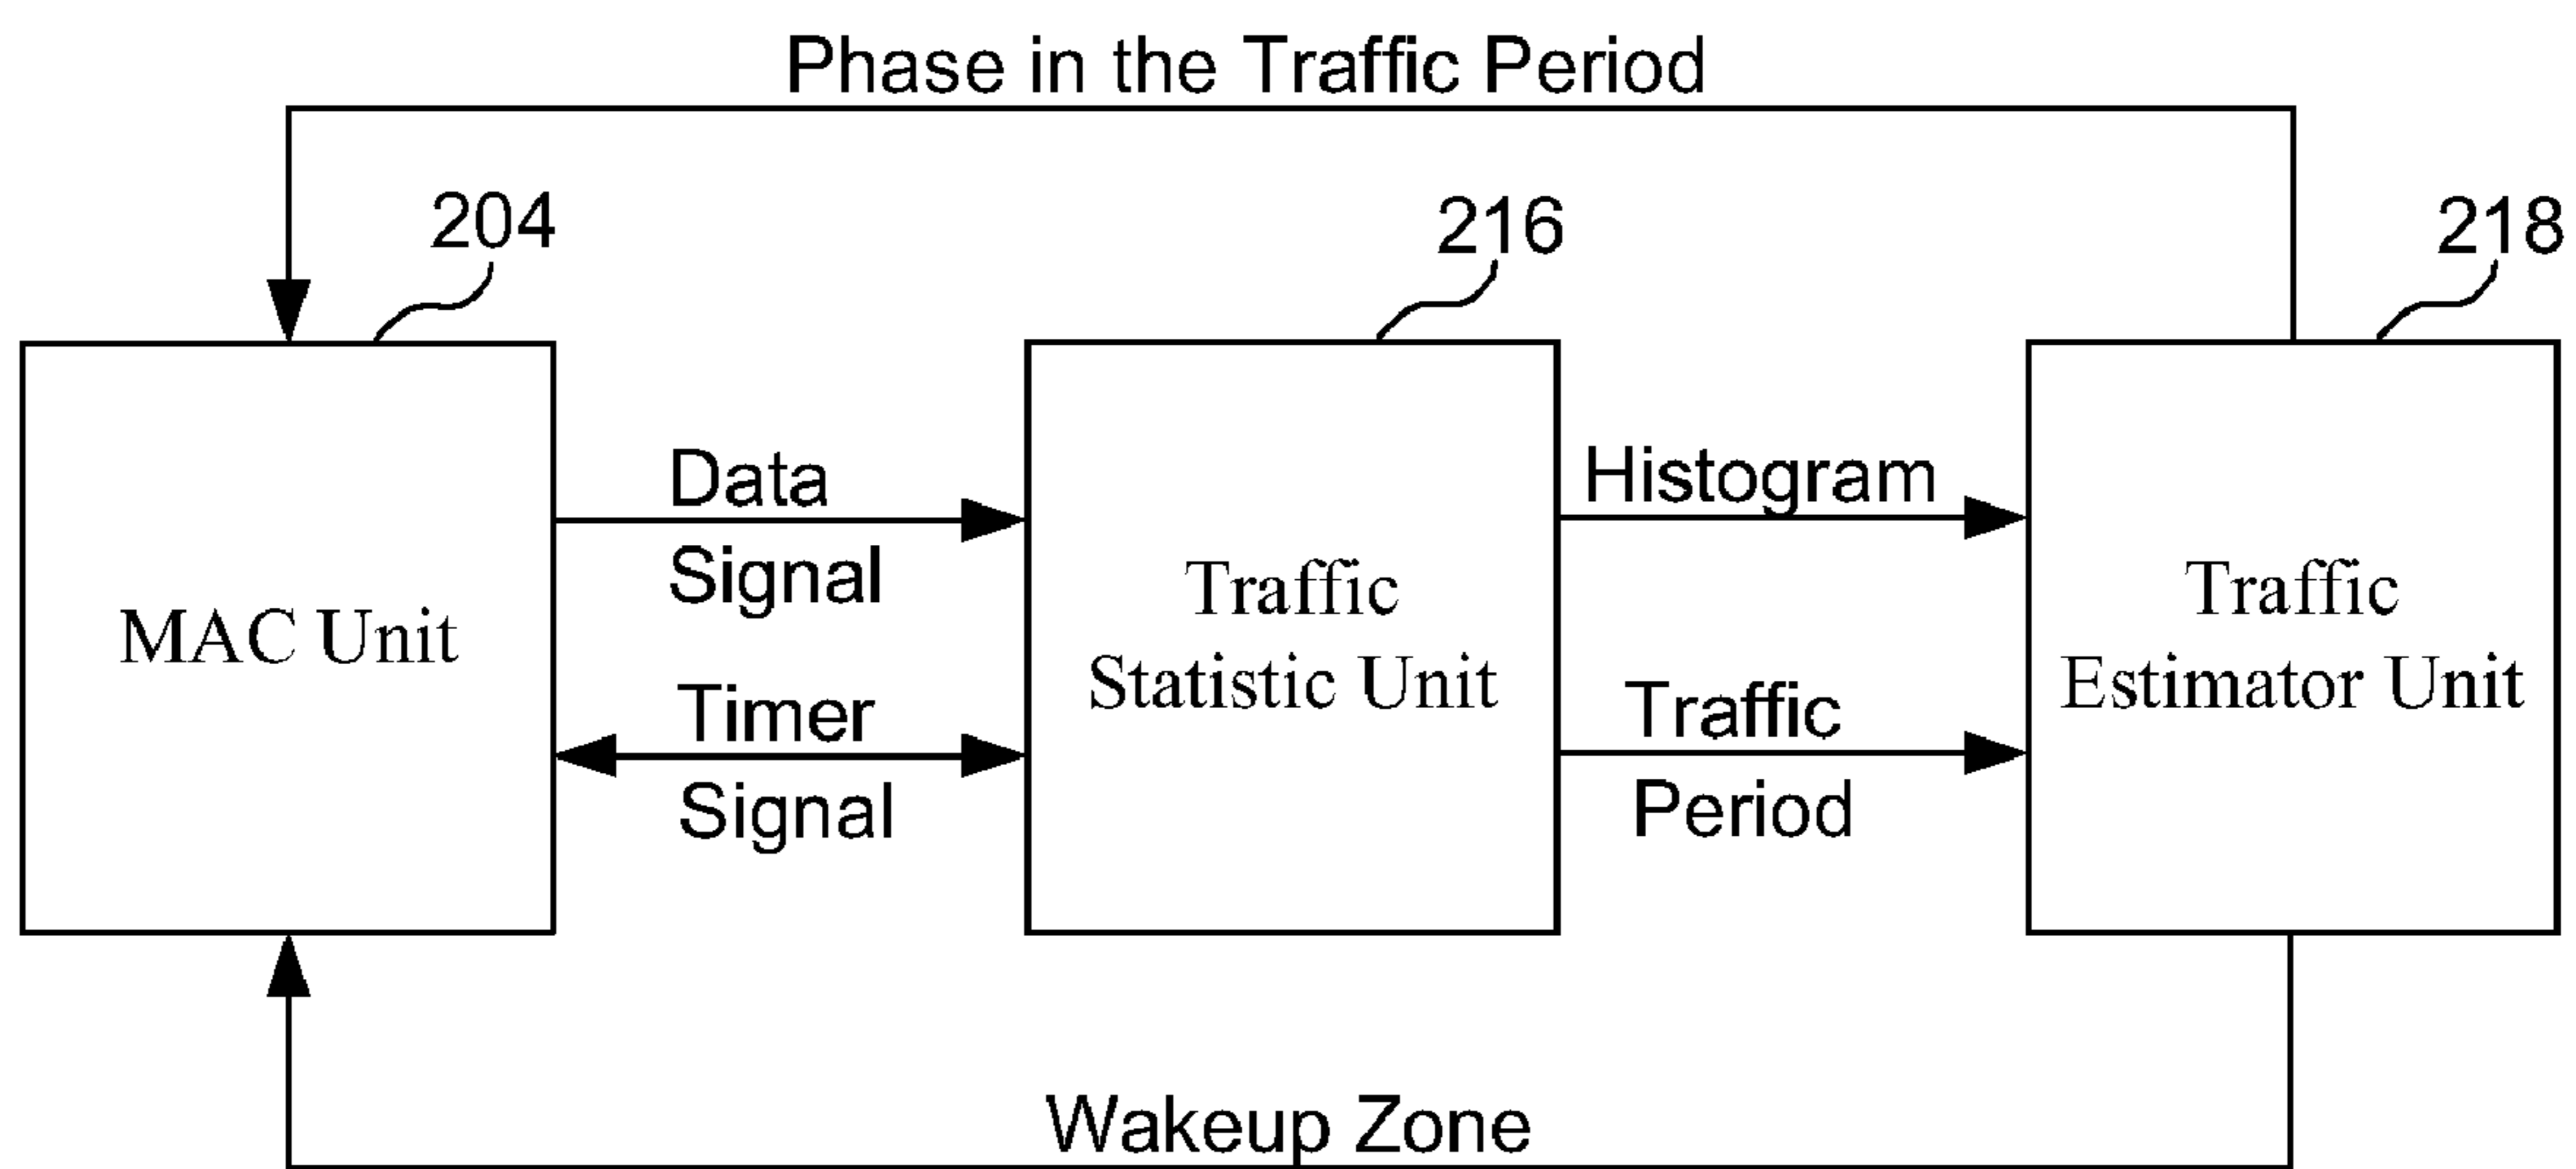 Phase in the Traffic Period
204
216
218
Data
Signal
Timer
Signal
Histogram
Traffic
Period
MAC Unit
Traffic
Statistic Unit
Traffic
Estimator Unit
Wakeup Zone